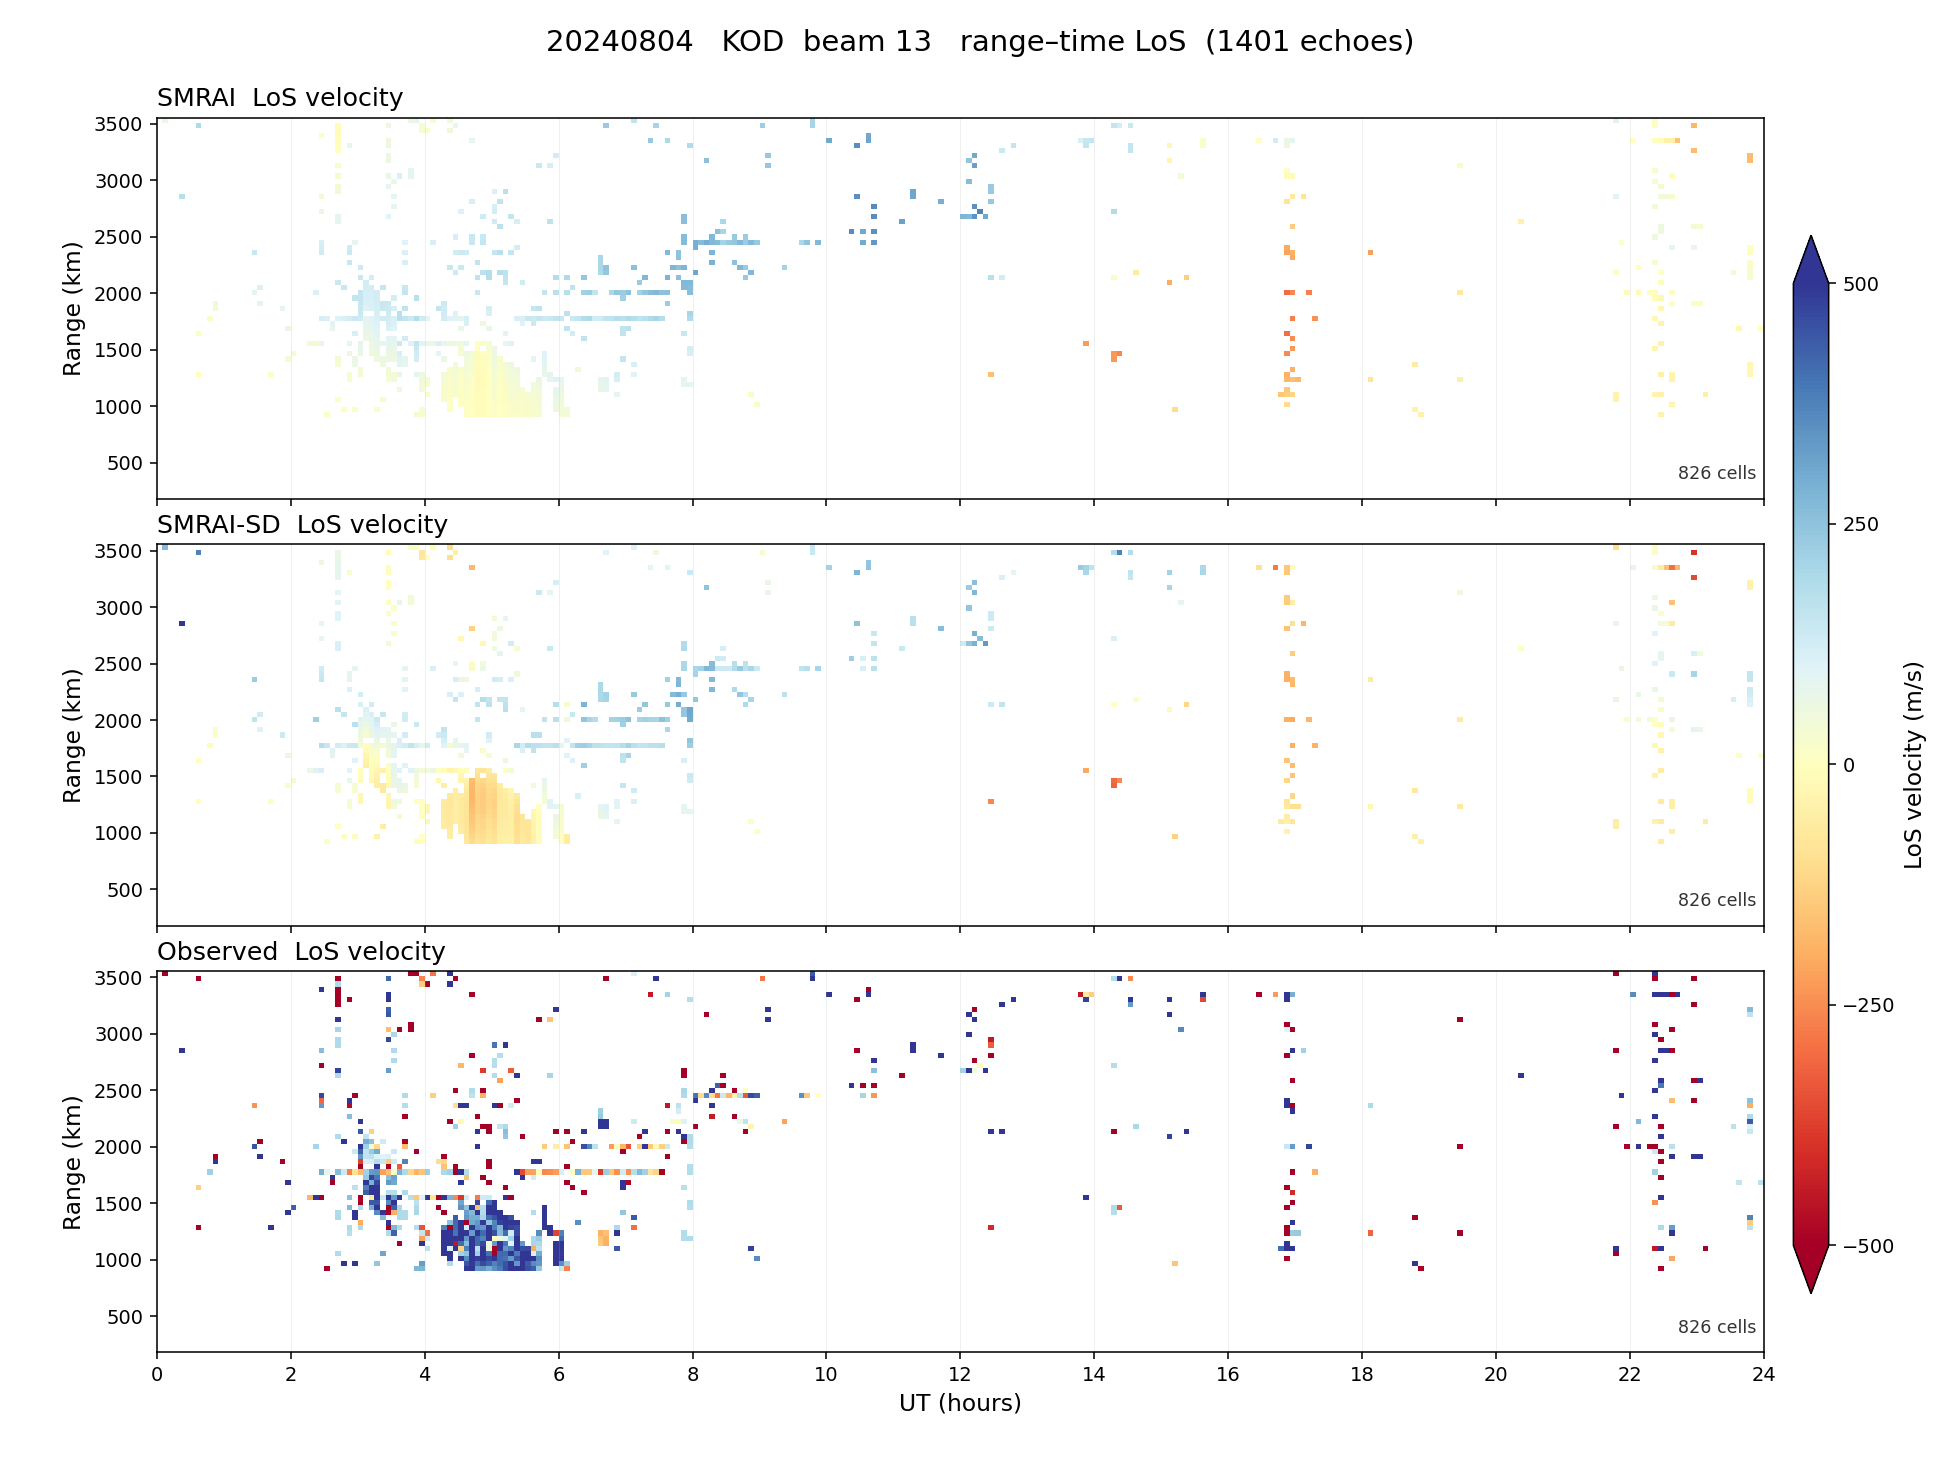 20240804   KOD  beam 13   range–time LoS  (1401 echoes)
SMRAI  LoS velocity
3500
3000
2500
2000
1500
1000
500
Range (km)
826 cells
SMRAI-SD  LoS velocity
3500
3000
2500
2000
1500
1000
500
Range (km)
826 cells
Observed  LoS velocity
3500
3000
2500
2000
1500
1000
500
Range (km)
826 cells
0 2 4 6 8 10 12 14 16 18 20 22 24
UT (hours)
500
250
0
−250
−500
LoS velocity (m/s)